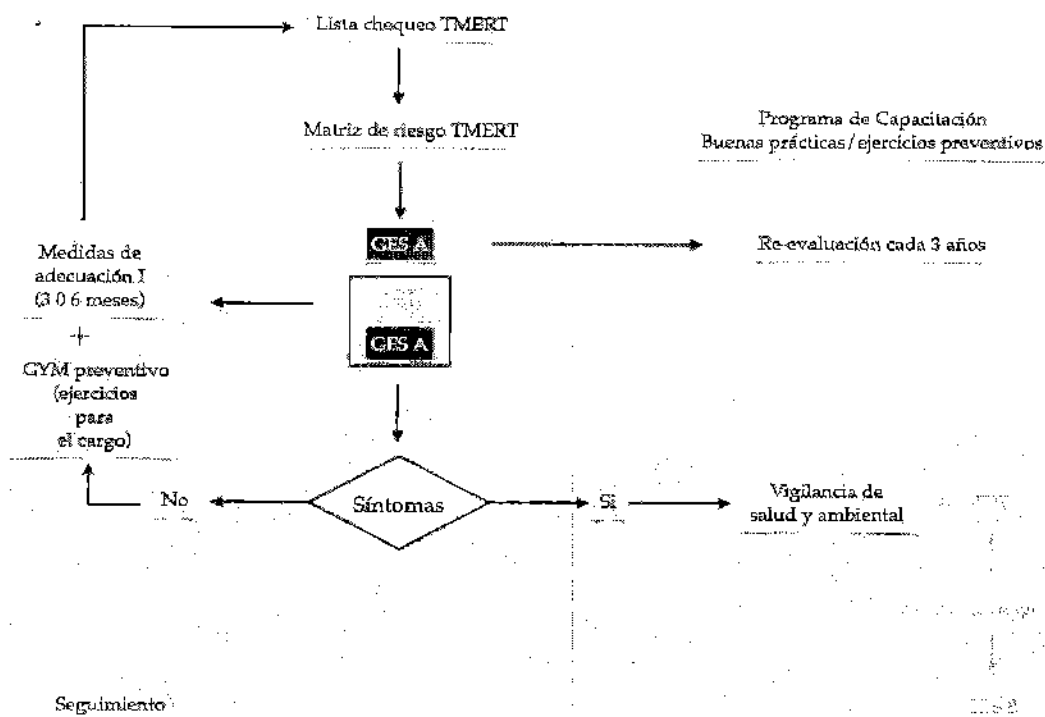 Lista chequeo TMERT
Matriz de riesgo TMERT
Programa de Capacitación
Buenas prácticas/ejercicios preventivos
GES A
Re-evaluación cada 3 años
Medidas de
adecuación I
(3 0 6 meses)
+
GYM preventivo
(ejercicios
para
el cargo)
GES A
Síntomas
No
Si
Vigilancia de
salud y ambiental
Seguimiento